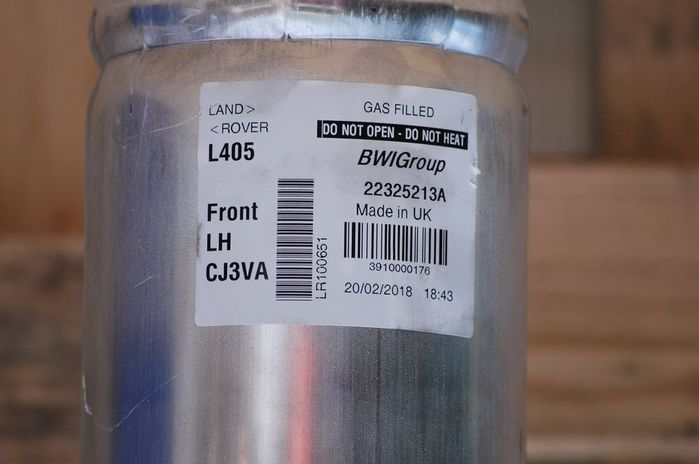 LAND >
< ROVER
L405
Front
LH
CJ3VA
LR100651
GAS FILLED
DO NOT OPEN - DO NOT HEAT
BWIGroup
22325213A
Made in UK
3910000176
20/02/2018 18:43